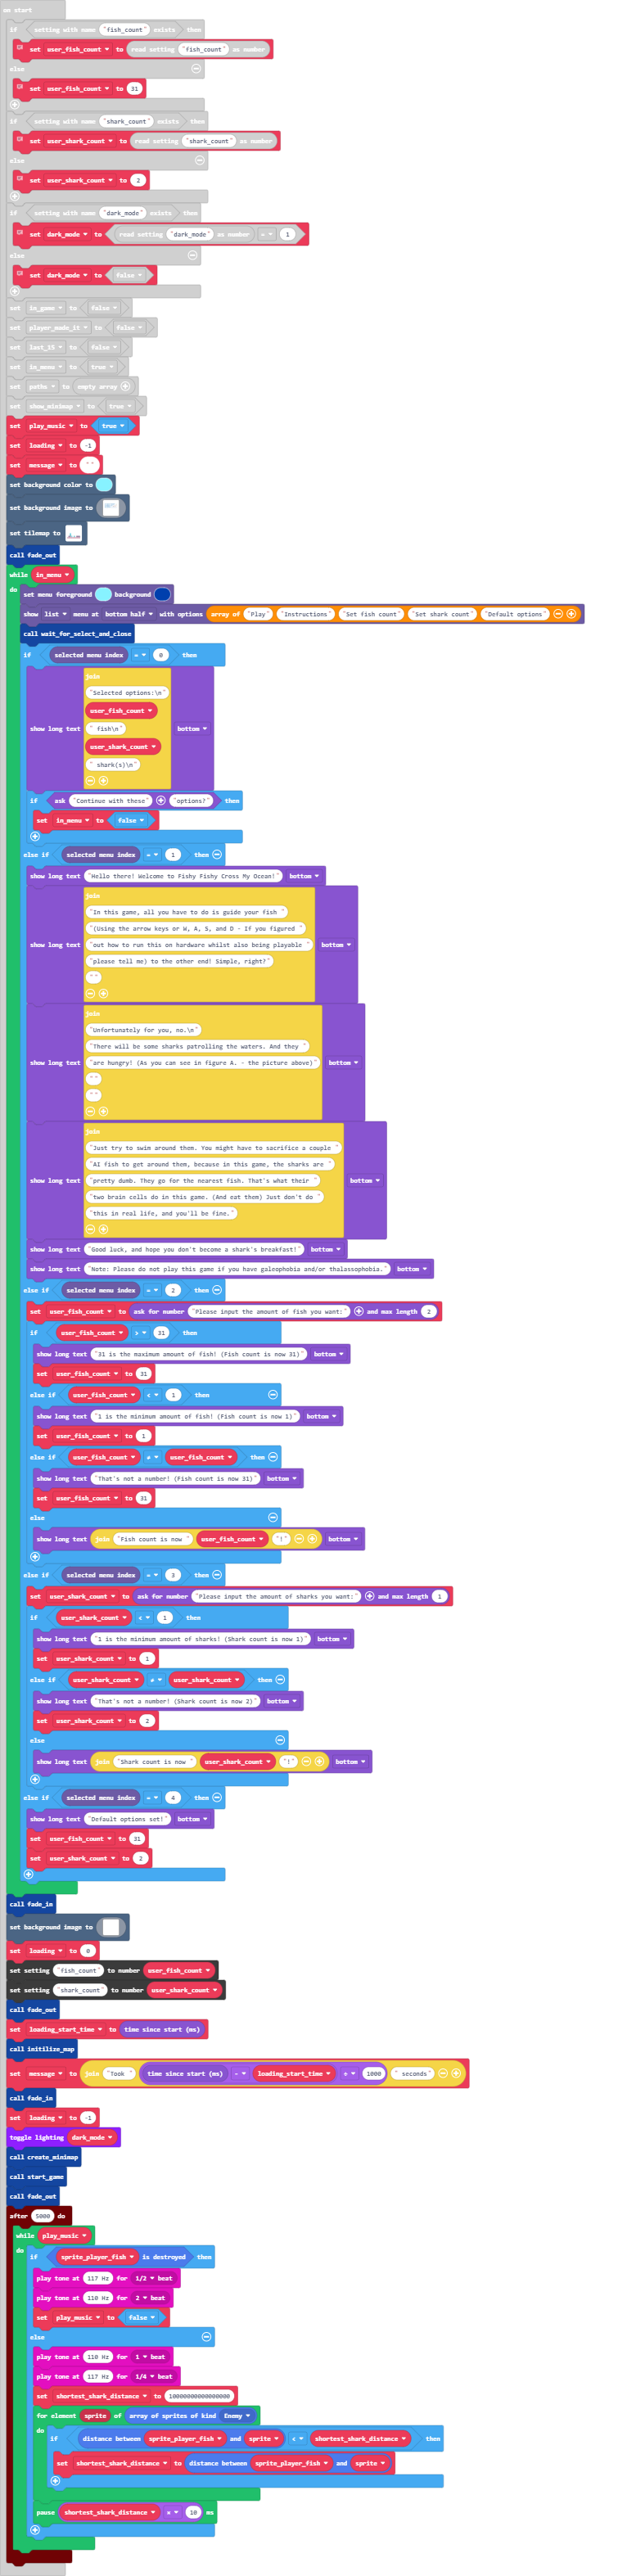 on start
if setting with name "fish_count" exists then
set user_fish_count to read setting "fish_count" as number
else
set user_fish_count to 31
if setting with name "shark_count" exists then
set user_shark_count to read setting "shark_count" as number
else
set user_shark_count to 2
if setting with name "dark_mode" exists then
set dark_mode to read setting "dark_mode" as number = 1
else
set dark_mode to false
set in_game to false
set player_made_it to false
set last_15 to false
set in_menu to true
set paths to empty array
set show_minimap to true
set play_music to true
set loading to -1
set message to " "
set background color to
set background image to
set tilemap to
call fade_out
while in_menu
do set menu foreground background
show list menu at bottom half with options array of "Play" "Instructions" "Set fish count" "Set shark count" "Default options"
call wait_for_select_and_close
if selected menu index = 0 then
join
"Selected options:\n"
user_fish_count
show long text " fish\n" bottom
user_shark_count
" shark(s)\n"
if ask "Continue with these" "options?" then
set in_menu to false
else if selected menu index = 1 then
show long text "Hello there! Welcome to Fishy Fishy Cross My Ocean!" bottom
join
"In this game, all you have to do is guide your fish "
"(Using the arrow keys or W, A, S, and D - If you figured "
show long text "out how to run this on hardware whilst also being playable " bottom
"please tell me) to the other end! Simple, right?"
" "
join
"Unfortunately for you, no.\n"
"There will be some sharks patrolling the waters. And they "
show long text "are hungry! (As you can see in figure A. - the picture above)" bottom
" "
" "
join
"Just try to swim around them. You might have to sacrifice a couple "
"AI fish to get around them, because in this game, the sharks are "
show long text "pretty dumb. They go for the nearest fish. That's what their " bottom
"two brain cells do in this game. (And eat them) Just don't do "
"this in real life, and you'll be fine."
show long text "Good luck, and hope you don't become a shark's breakfast!" bottom
show long text "Note: Please do not play this game if you have galeophobia and/or thalassophobia." bottom
else if selected menu index = 2 then
set user_fish_count to ask for number "Please input the amount of fish you want:" and max length 2
if user_fish_count > 31 then
show long text "31 is the maximum amount of fish! (Fish count is now 31)" bottom
set user_fish_count to 31
else if user_fish_count < 1 then
show long text "1 is the minimum amount of fish! (Fish count is now 1)" bottom
set user_fish_count to 1
else if user_fish_count ≠ user_fish_count then
show long text "That's not a number! (Fish count is now 31)" bottom
set user_fish_count to 31
else
show long text join "Fish count is now " user_fish_count "!" bottom
else if selected menu index = 3 then
set user_shark_count to ask for number "Please input the amount of sharks you want:" and max length 1
if user_shark_count < 1 then
show long text "1 is the minimum amount of sharks! (Shark count is now 1)" bottom
set user_shark_count to 1
else if user_shark_count ≠ user_shark_count then
show long text "That's not a number! (Shark count is now 2)" bottom
set user_shark_count to 2
else
show long text join "Shark count is now " user_shark_count "!" bottom
else if selected menu index = 4 then
show long text "Default options set!" bottom
set user_fish_count to 31
set user_shark_count to 2
call fade_in
set background image to
set loading to 0
set setting "fish_count" to number user_fish_count
set setting "shark_count" to number user_shark_count
call fade_out
set loading_start_time to time since start (ms)
call initilize_map
set message to join "Took " time since start (ms) - loading_start_time ÷ 1000 " seconds"
call fade_in
set loading to -1
toggle lighting dark_mode
call create_minimap
call start_game
call fade_out
after 5000 do
while play_music
do if sprite_player_fish is destroyed then
play tone at 117 Hz for 1/2 beat
play tone at 110 Hz for 2 beat
set play_music to false
else
play tone at 110 Hz for 1 beat
play tone at 117 Hz for 1/4 beat
set shortest_shark_distance to
for element sprite of array of sprites of kind Enemy
do if distance between sprite_player_fish and sprite < shortest_shark_distance then
set shortest_shark_distance to distance between sprite_player_fish and sprite
pause shortest_shark_distance × 10 ms